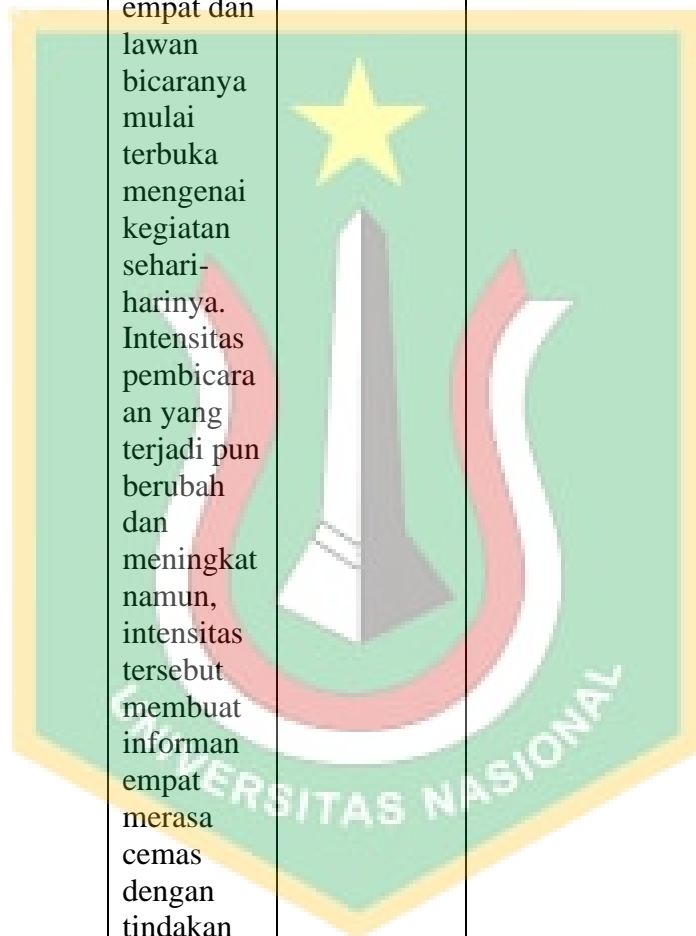 empat dan
lawan
bicaranya
mulai
terbuka
mengenai
kegiatan
sehari-
harinya.
Intensitas
pembicara
an yang
terjadi pun
berubah
dan
meningkat
namun,
intensitas
tersebut
membuat
informan
empat
merasa
cemas
dengan
tindakan
UNIVERSITAS NASIONAL